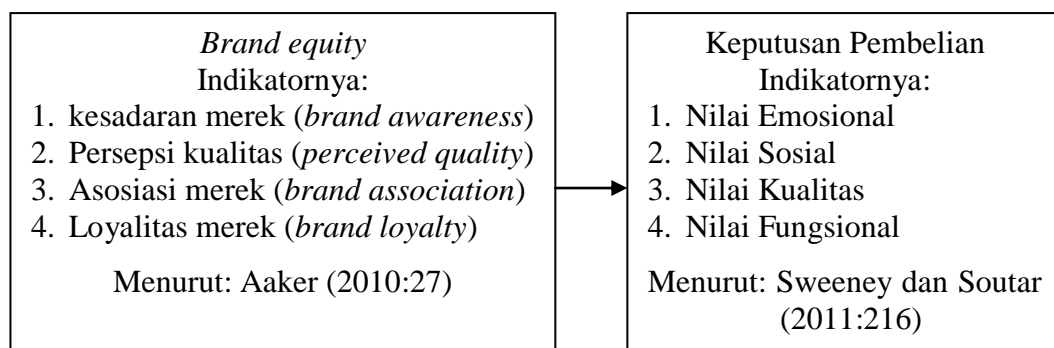 Brand equity
Indikatornya:
1. kesadaran merek (brand awareness)
2. Persepsi kualitas (perceived quality)
3. Asosiasi merek (brand association)
4. Loyalitas merek (brand loyalty)
Menurut: Aaker (2010:27)
Keputusan Pembelian
Indikatornya:
1. Nilai Emosional
2. Nilai Sosial
3. Nilai Kualitas
4. Nilai Fungsional
Menurut: Sweeney dan Soutar
(2011:216)